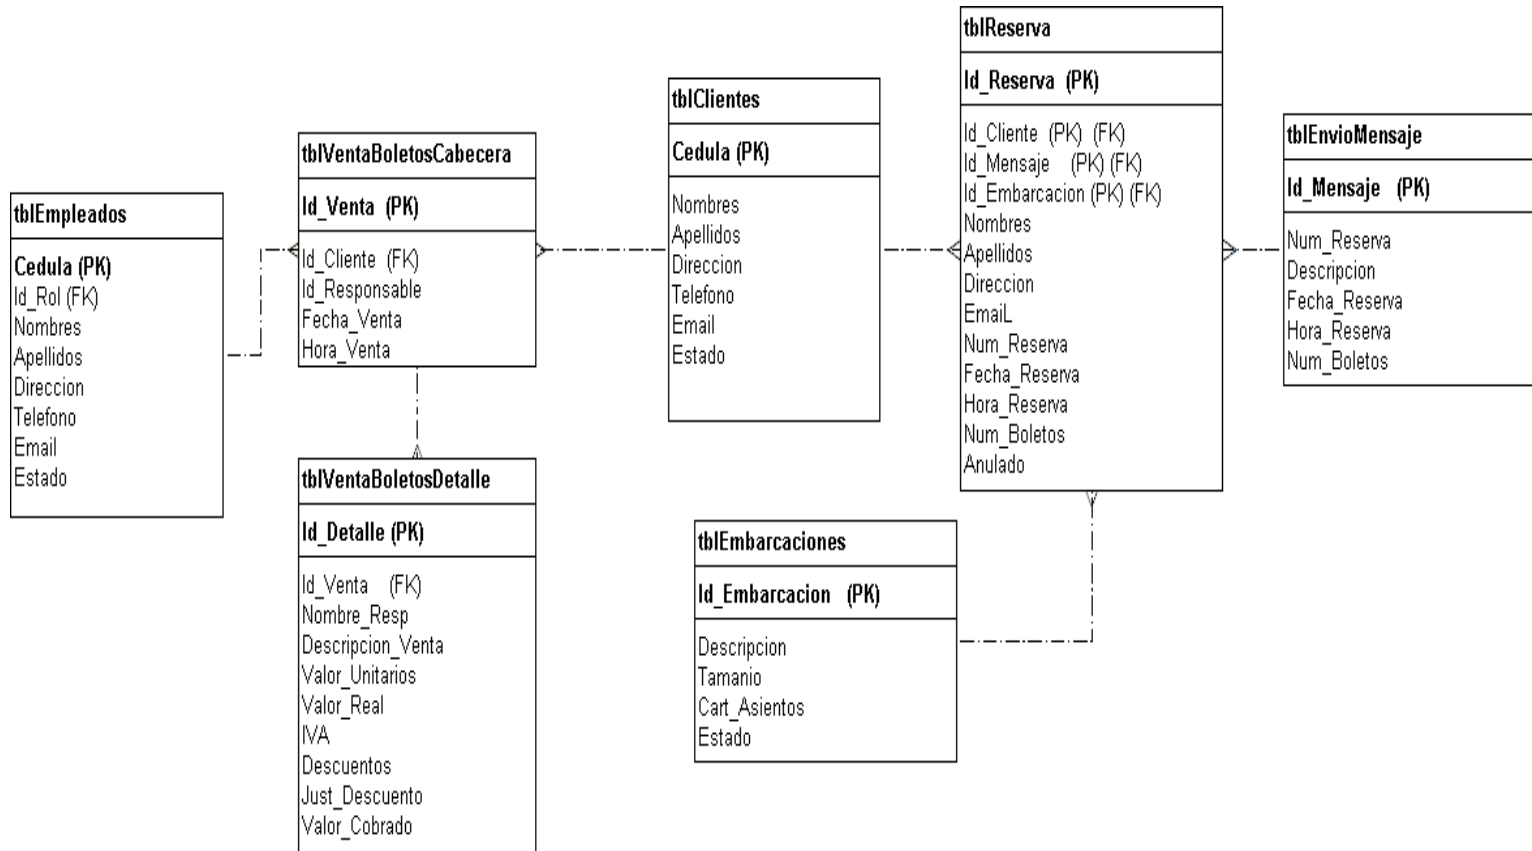 tblEmpleados
Cedula (PK)
Id_Rol (FK)
Nombres
Apellidos
Direccion
Telefono
Email
Estado
tblVentaBoletosCabecera
Id_Venta (PK)
Id_Cliente (FK)
Id_Responsable
Fecha_Venta
Hora_Venta
tblVentaBoletosDetalle
Id_Detalle (PK)
Id_Venta (FK)
Nombre_Resp
Descripcion_Venta
Valor_Unitarios
Valor_Real
IVA
Descuentos
Just_Descuento
Valor_Cobrado
tblClientes
Cedula (PK)
Nombres
Apellidos
Direccion
Telefono
Email
Estado
tblReserva
Id_Reserva (PK)
Id_Cliente (PK) (FK)
Id_Mensaje (PK) (FK)
Id_Embarcacion (PK) (FK)
Nombres
Apellidos
Direccion
EmaiL
Num_Reserva
Fecha_Reserva
Hora_Reserva
Num_Boletos
Anulado
tblEmbarcaciones
Id_Embarcacion (PK)
Descripcion
Tamanio
Cart_Asientos
Estado
tblEnvioMensaje
Id_Mensaje (PK)
Num_Reserva
Descripcion
Fecha_Reserva
Hora_Reserva
Num_Boletos